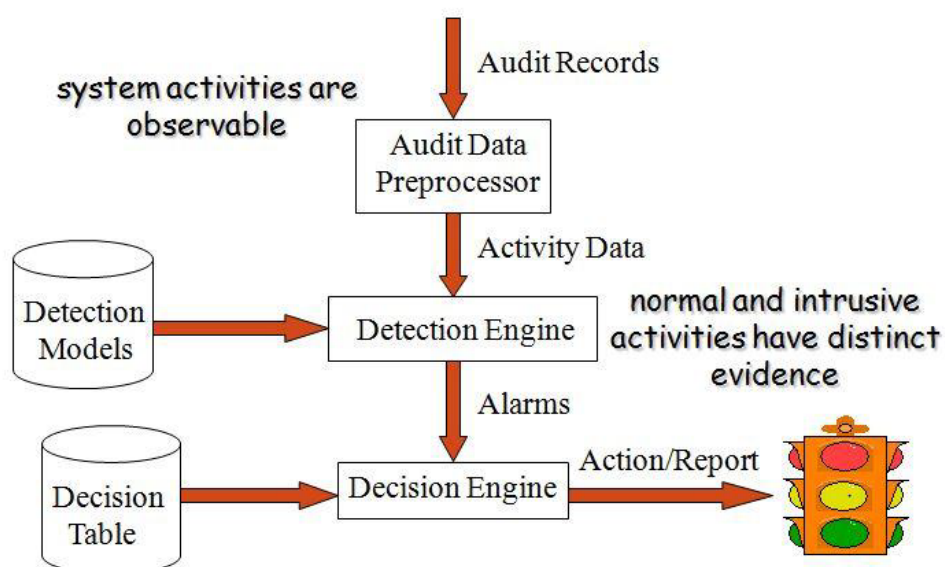 Audit Records
system activities are
observable
Audit Data
Preprocessor
Activity Data
Detection
Models
Detection Engine
normal and intrusive
activities have distinct
evidence
Alarms
Decision
Table
Decision Engine
Action/Report